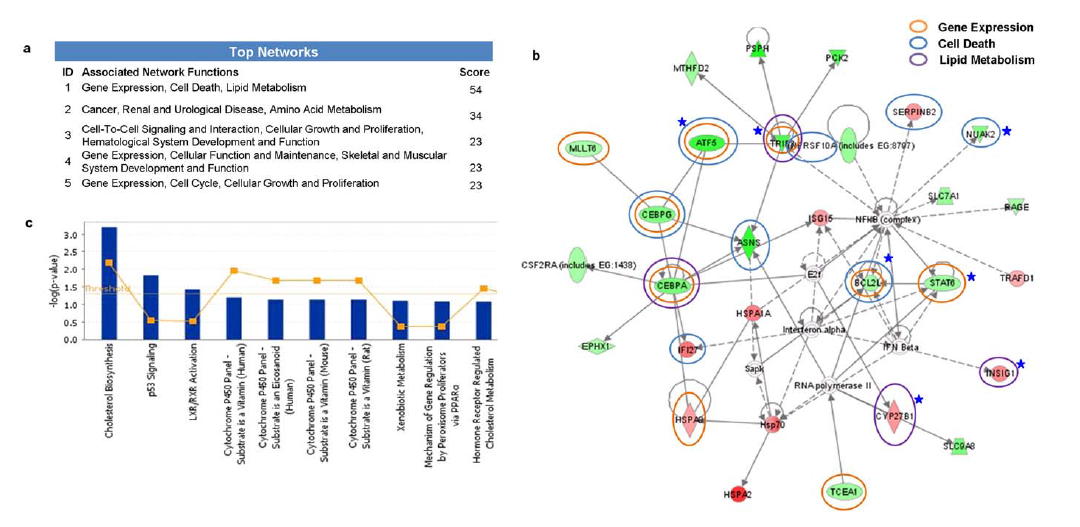 a
Top Networks
ID Associated Network Functions Score
1 Gene Expression, Cell Death, Lipid Metabolism 54
2 Cancer, Renal and Urological Disease, Amino Acid Metabolism 34
3 Cell-To-Cell Signaling and Interaction, Cellular Growth and Proliferation,
Hematological System Development and Function 23
4 Gene Expression, Cellular Function and Maintenance, Skeletal and Muscular
System Development and Function 23
5 Gene Expression, Cell Cycle, Cellular Growth and Proliferation 23
c
-log(p-value)
3.0
2.5
2.0
1.5
1.0
0.5
0.0
Threshold
Cholesterol Biosynthesis
p53 Signaling
LXR/RXR Activation
Cytochrome P450 Panel -
Substrate is a Vitamin (Human)
Cytochrome P450 Panel -
Substrate is an Eicosanoid
(Human)
Cytochrome P450 Panel -
Substrate is a Vitamin (Mouse)
Cytochrome P450 Panel -
Substrate is a Vitamin (Rat)
Xenobiotic Metabolism
Mechanism of Gene Regulation
by Peroxisome Proliferators
via PPARα
Hormone Receptor Regulated
Cholesterol Metabolism
b
Gene Expression
Cell Death
Lipid Metabolism
PSPH
PCK2
MTHFD2
SERPINB2
NUAK2
ATF5
MLLT6
(includes EG:8797)
SLC7A1
RAGE
CEBPG
ISG15
NFkB (complex)
ASNS
CSF2RA (includes EG:1438)
CEBPA
E2f
BCL2L
STAT6
TRAFD1
HSPA1A
Interferon alpha
EPHX1
IFI27
IFN Beta
Sapk
INSIG1
RNA polymerase II
Hsp70
CYP27B1
SLC9A8
HSPA2
TCEA1